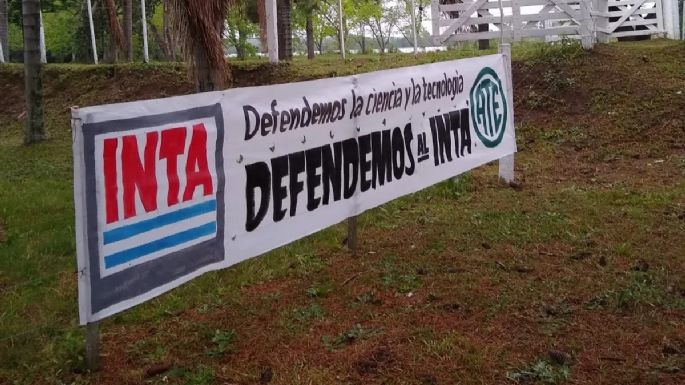 INTA
Defendemos la ciencia y la tecnología
DEFENDEMOS AL INTA
ATE